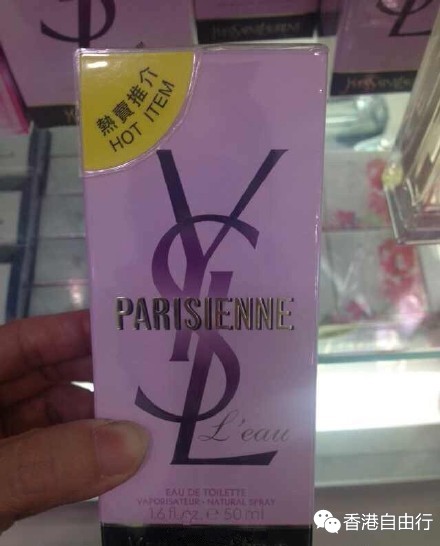 熱賣推介
HOT ITEM
YSL
PARISIENNE
L'eau
EAU DE TOILETTE
VAPORISATEUR - NATURAL SPRAY
1.6 fl.oz. e 50 ml
香港自由行